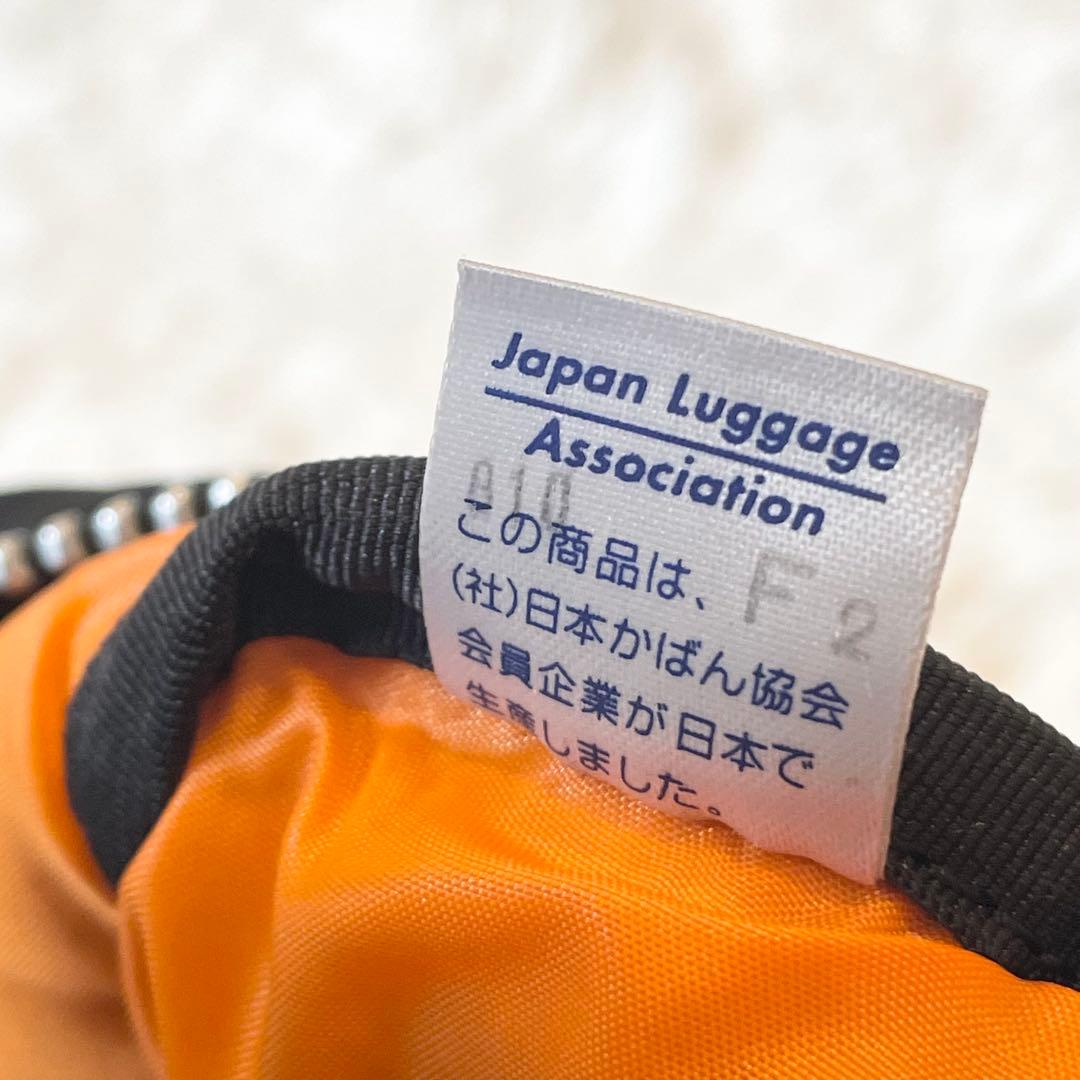 Japan Luggage
Association
A10
この商品は、
F2
(社)日本かばん協会
会員企業が日本で
生産しました。